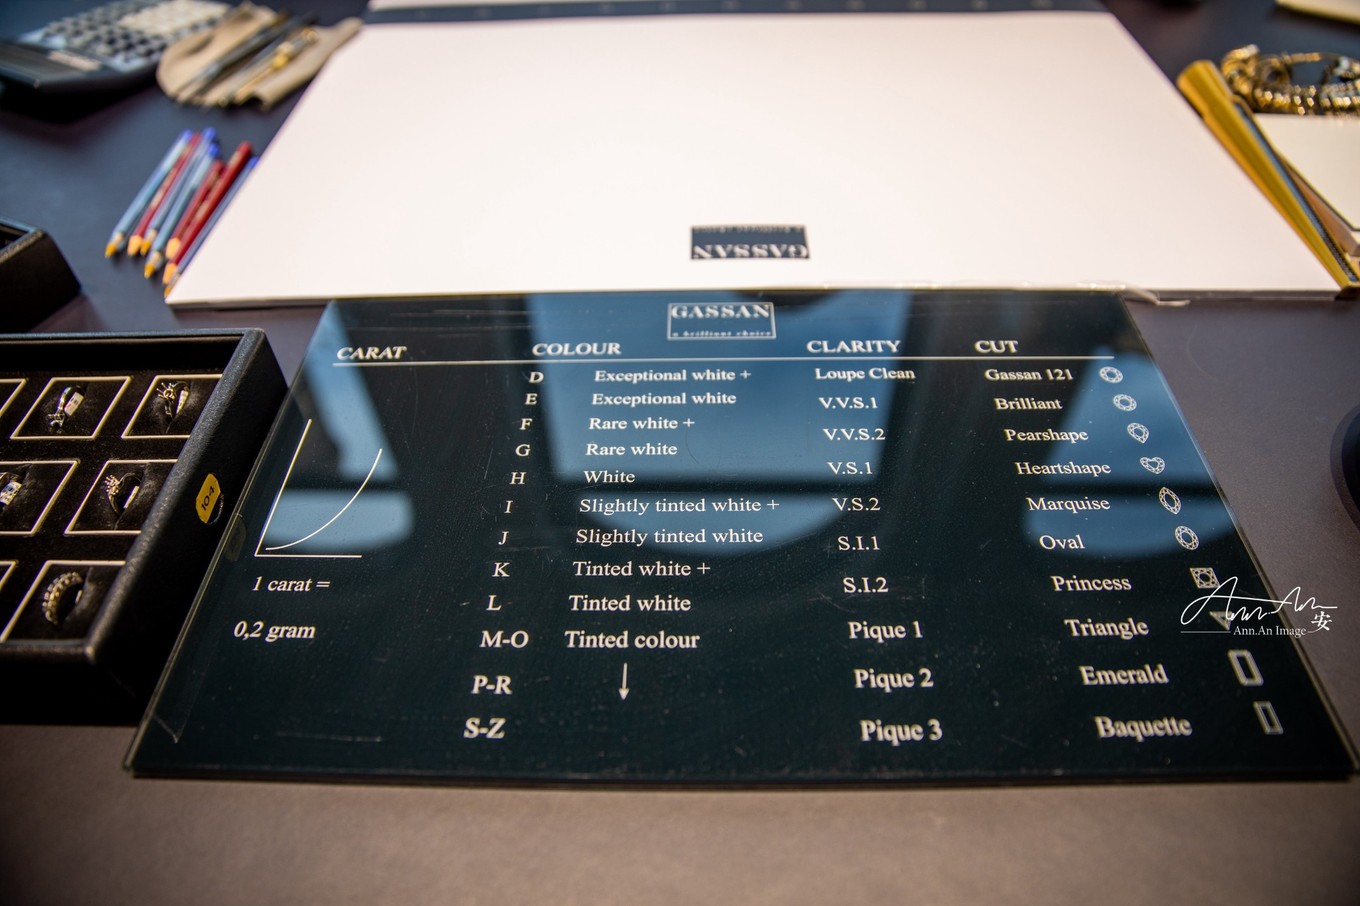 GASSAN
GASSAN
a brilliant choice
CARAT COLOUR CLARITY CUT
D Exceptional white + Loupe Clean Gassan 121
E Exceptional white V.V.S.1 Brilliant
F Rare white + V.V.S.2 Pearshape
G Rare white V.S.1 Heartshape
H White V.S.2 Marquise
I Slightly tinted white + S.I.1 Oval
J Slightly tinted white S.I.2 Princess
K Tinted white + Pique 1 Triangle
L Tinted white Pique 2 Emerald
M-O Tinted colour Pique 3 Baquette
P-R
S-Z
1 carat =
0,2 gram
104
Ann.An 安
Ann.An Image